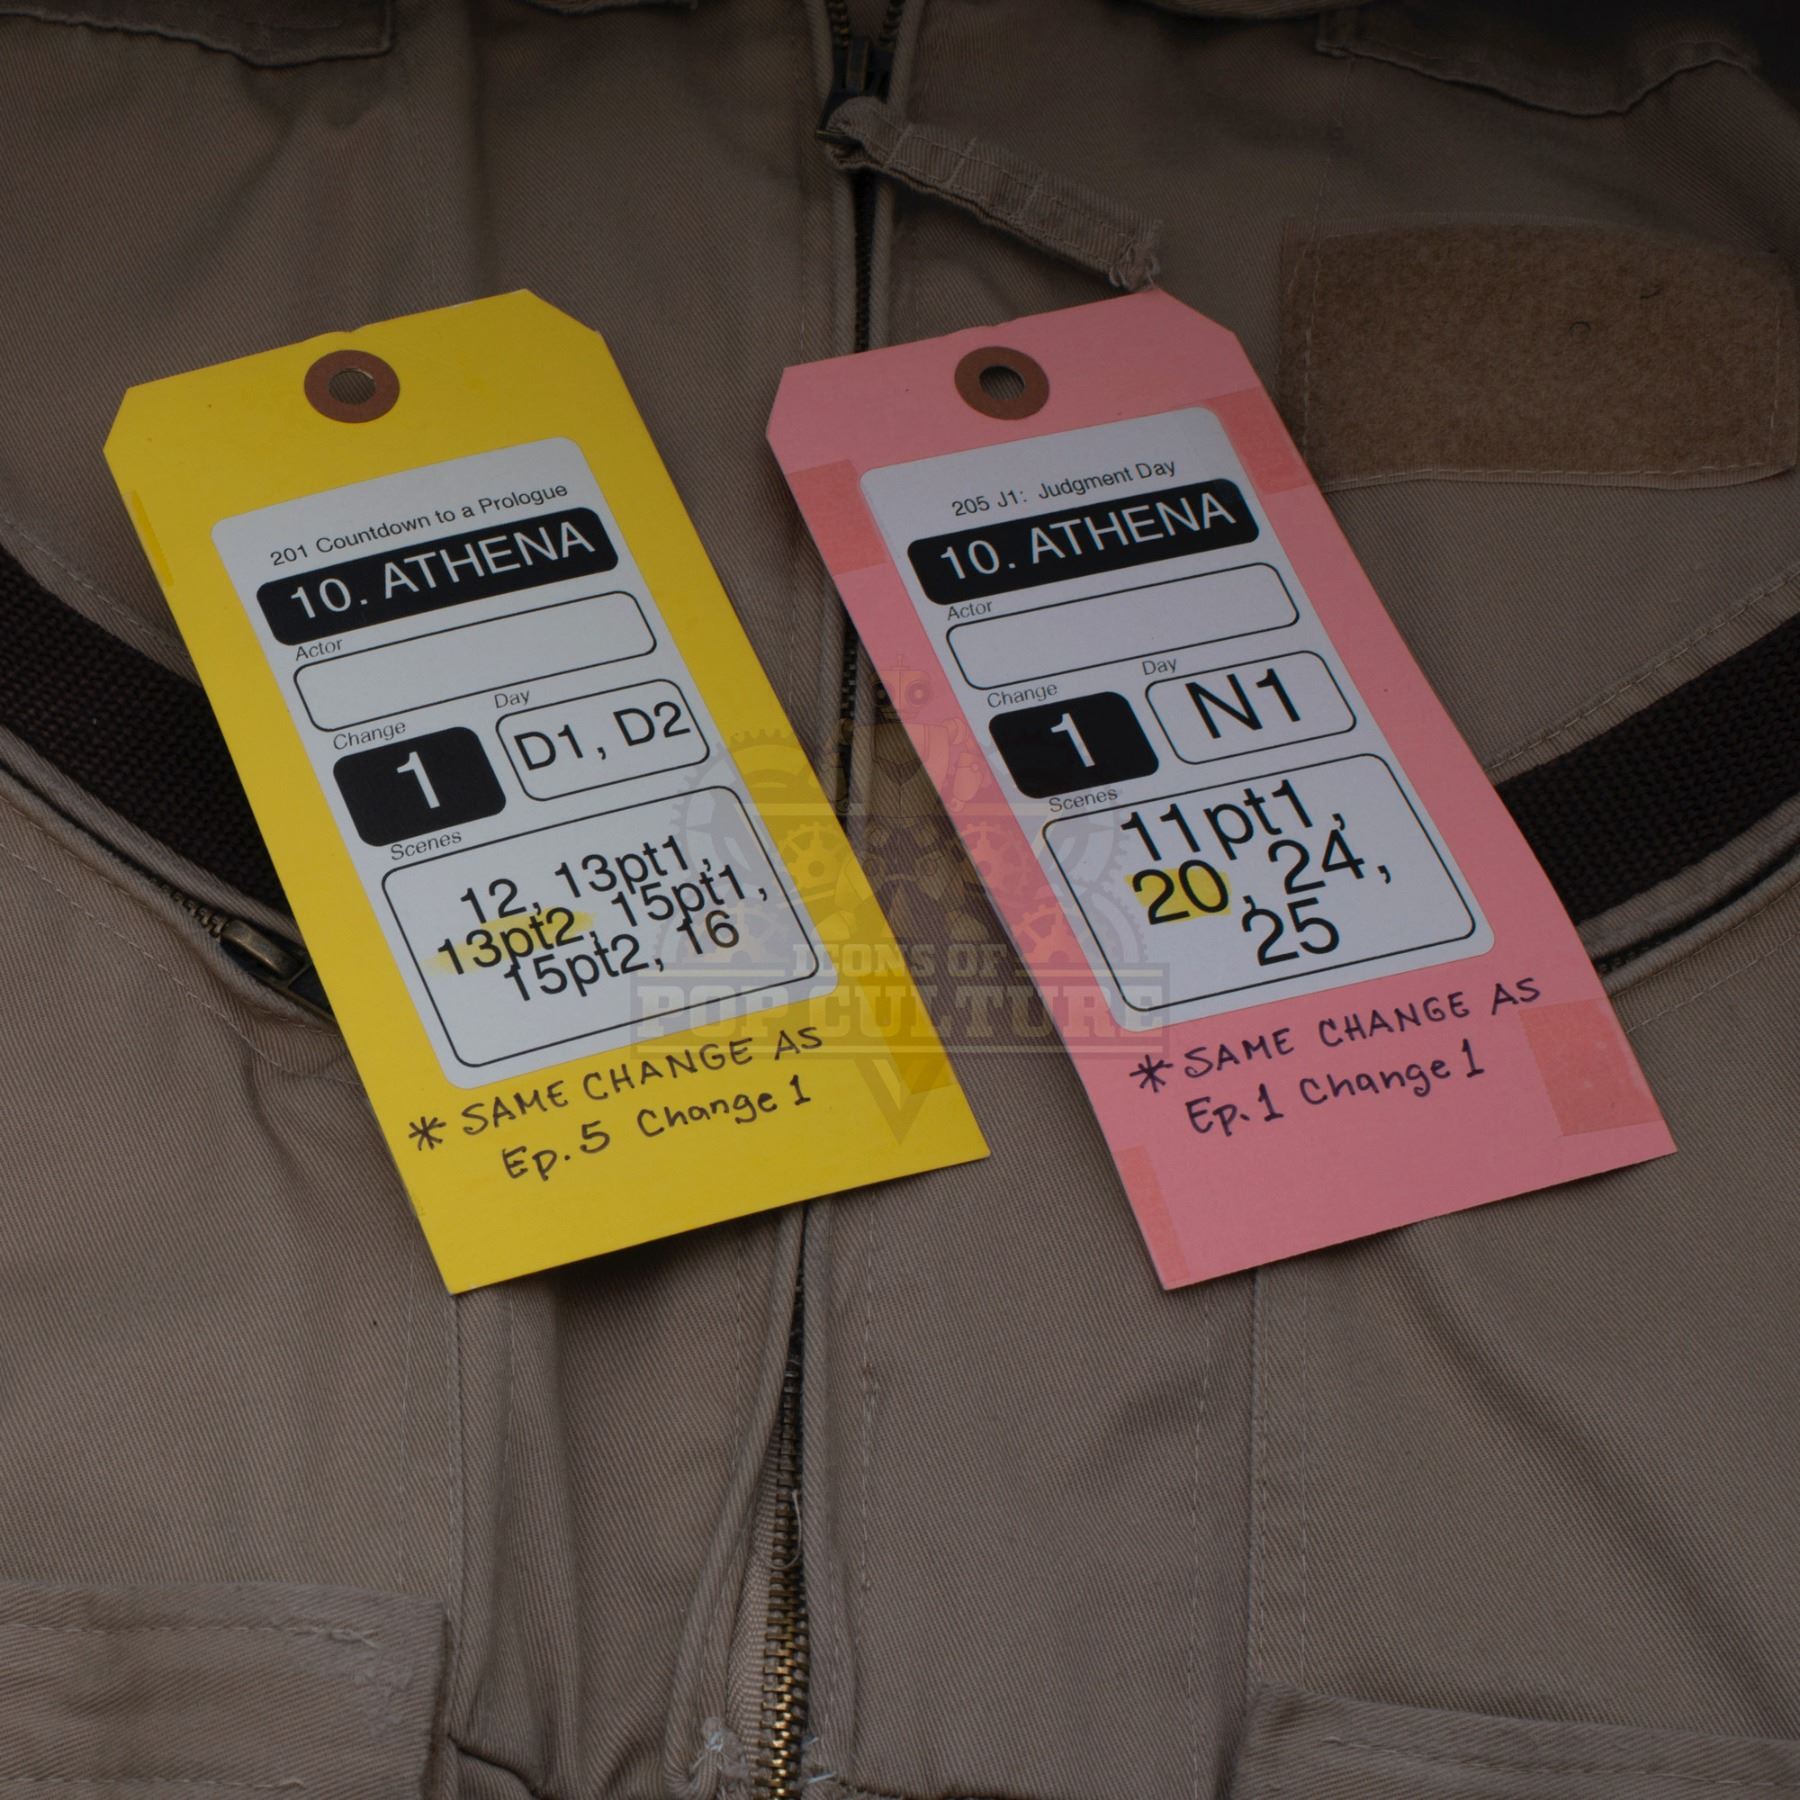 201 Countdown to a Prologue
10. ATHENA
Actor
Change
Day
1
D1, D2
Scenes
12, 13pt1,
13pt2, 15pt1,
15pt2, 16
* SAME CHANGE AS
Ep. 5 Change 1
205 J1: Judgment Day
10. ATHENA
Actor
Change
Day
1
N1
Scenes
11pt1,
20, 24,
25
* SAME CHANGE AS
Ep. 1 Change 1
ICONS OF
POP CULTURE